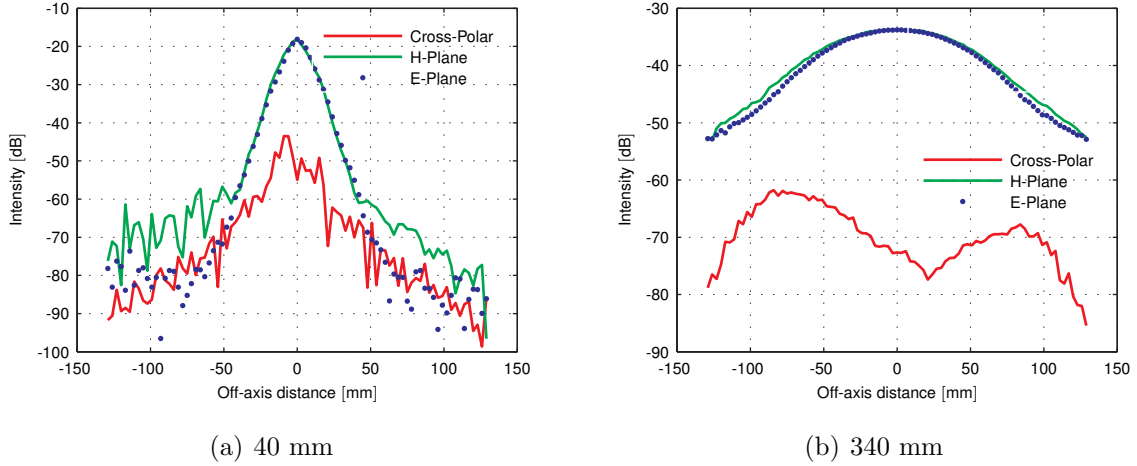 -10
-20
-30
-40
-50
-60
-70
-80
-90
-100
-150
-100
-50
0
50
100
150
Intensity [dB]
Off-axis distance [mm]
Cross-Polar
H-Plane
E-Plane
(a) 40 mm
-30
-40
-50
-60
-70
-80
-90
-150
-100
-50
0
50
100
150
Intensity [dB]
Off-axis distance [mm]
Cross-Polar
H-Plane
E-Plane
(b) 340 mm